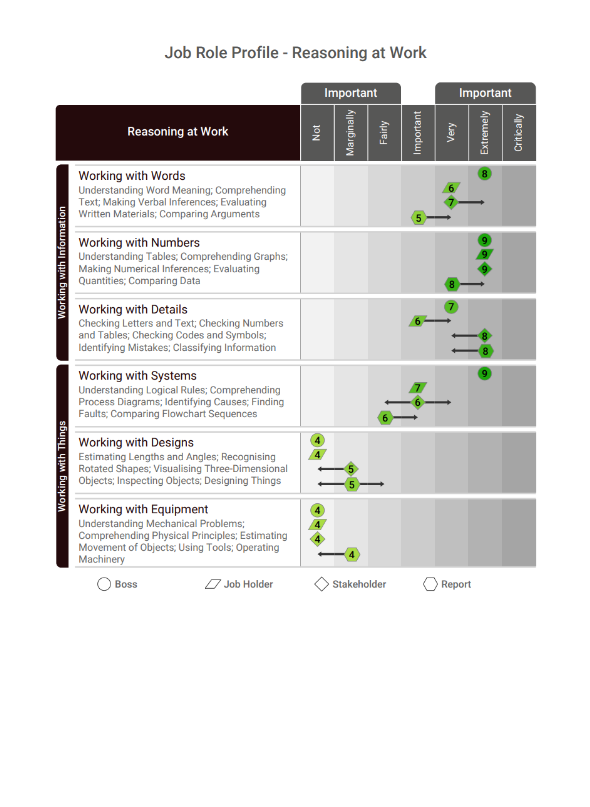 Job Role Profile - Reasoning at Work
Important
Important
Reasoning at Work
Not
Marginally
Fairly
Important
Very
Extremely
Critically
Working with Information
Working with Words
Understanding Word Meaning; Comprehending
Text; Making Verbal Inferences; Evaluating
Written Materials; Comparing Arguments
8
6
7
5
Working with Numbers
Understanding Tables; Comprehending Graphs;
Making Numerical Inferences; Evaluating
Quantities; Comparing Data
9
9
9
8
Working with Details
Checking Letters and Text; Checking Numbers
and Tables; Checking Codes and Symbols;
Identifying Mistakes; Classifying Information
7
6
8
8
Working with Things
Working with Systems
Understanding Logical Rules; Comprehending
Process Diagrams; Identifying Causes; Finding
Faults; Comparing Flowchart Sequences
9
7
6
6
Working with Designs
Estimating Lengths and Angles; Recognising
Rotated Shapes; Visualising Three-Dimensional
Objects; Inspecting Objects; Designing Things
4
4
5
5
Working with Equipment
Understanding Mechanical Problems;
Comprehending Physical Principles; Estimating
Movement of Objects; Using Tools; Operating
Machinery
4
4
4
4
Boss
Job Holder
Stakeholder
Report